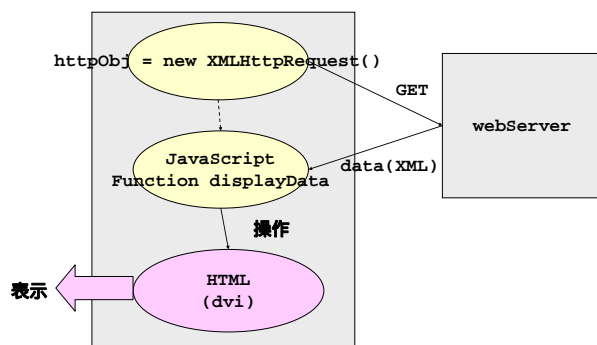 httpObj = new XMLHttpRequest()
GET
webServer
JavaScript
Function displayData
data(XML)
操作
HTML
(dvi)
表示